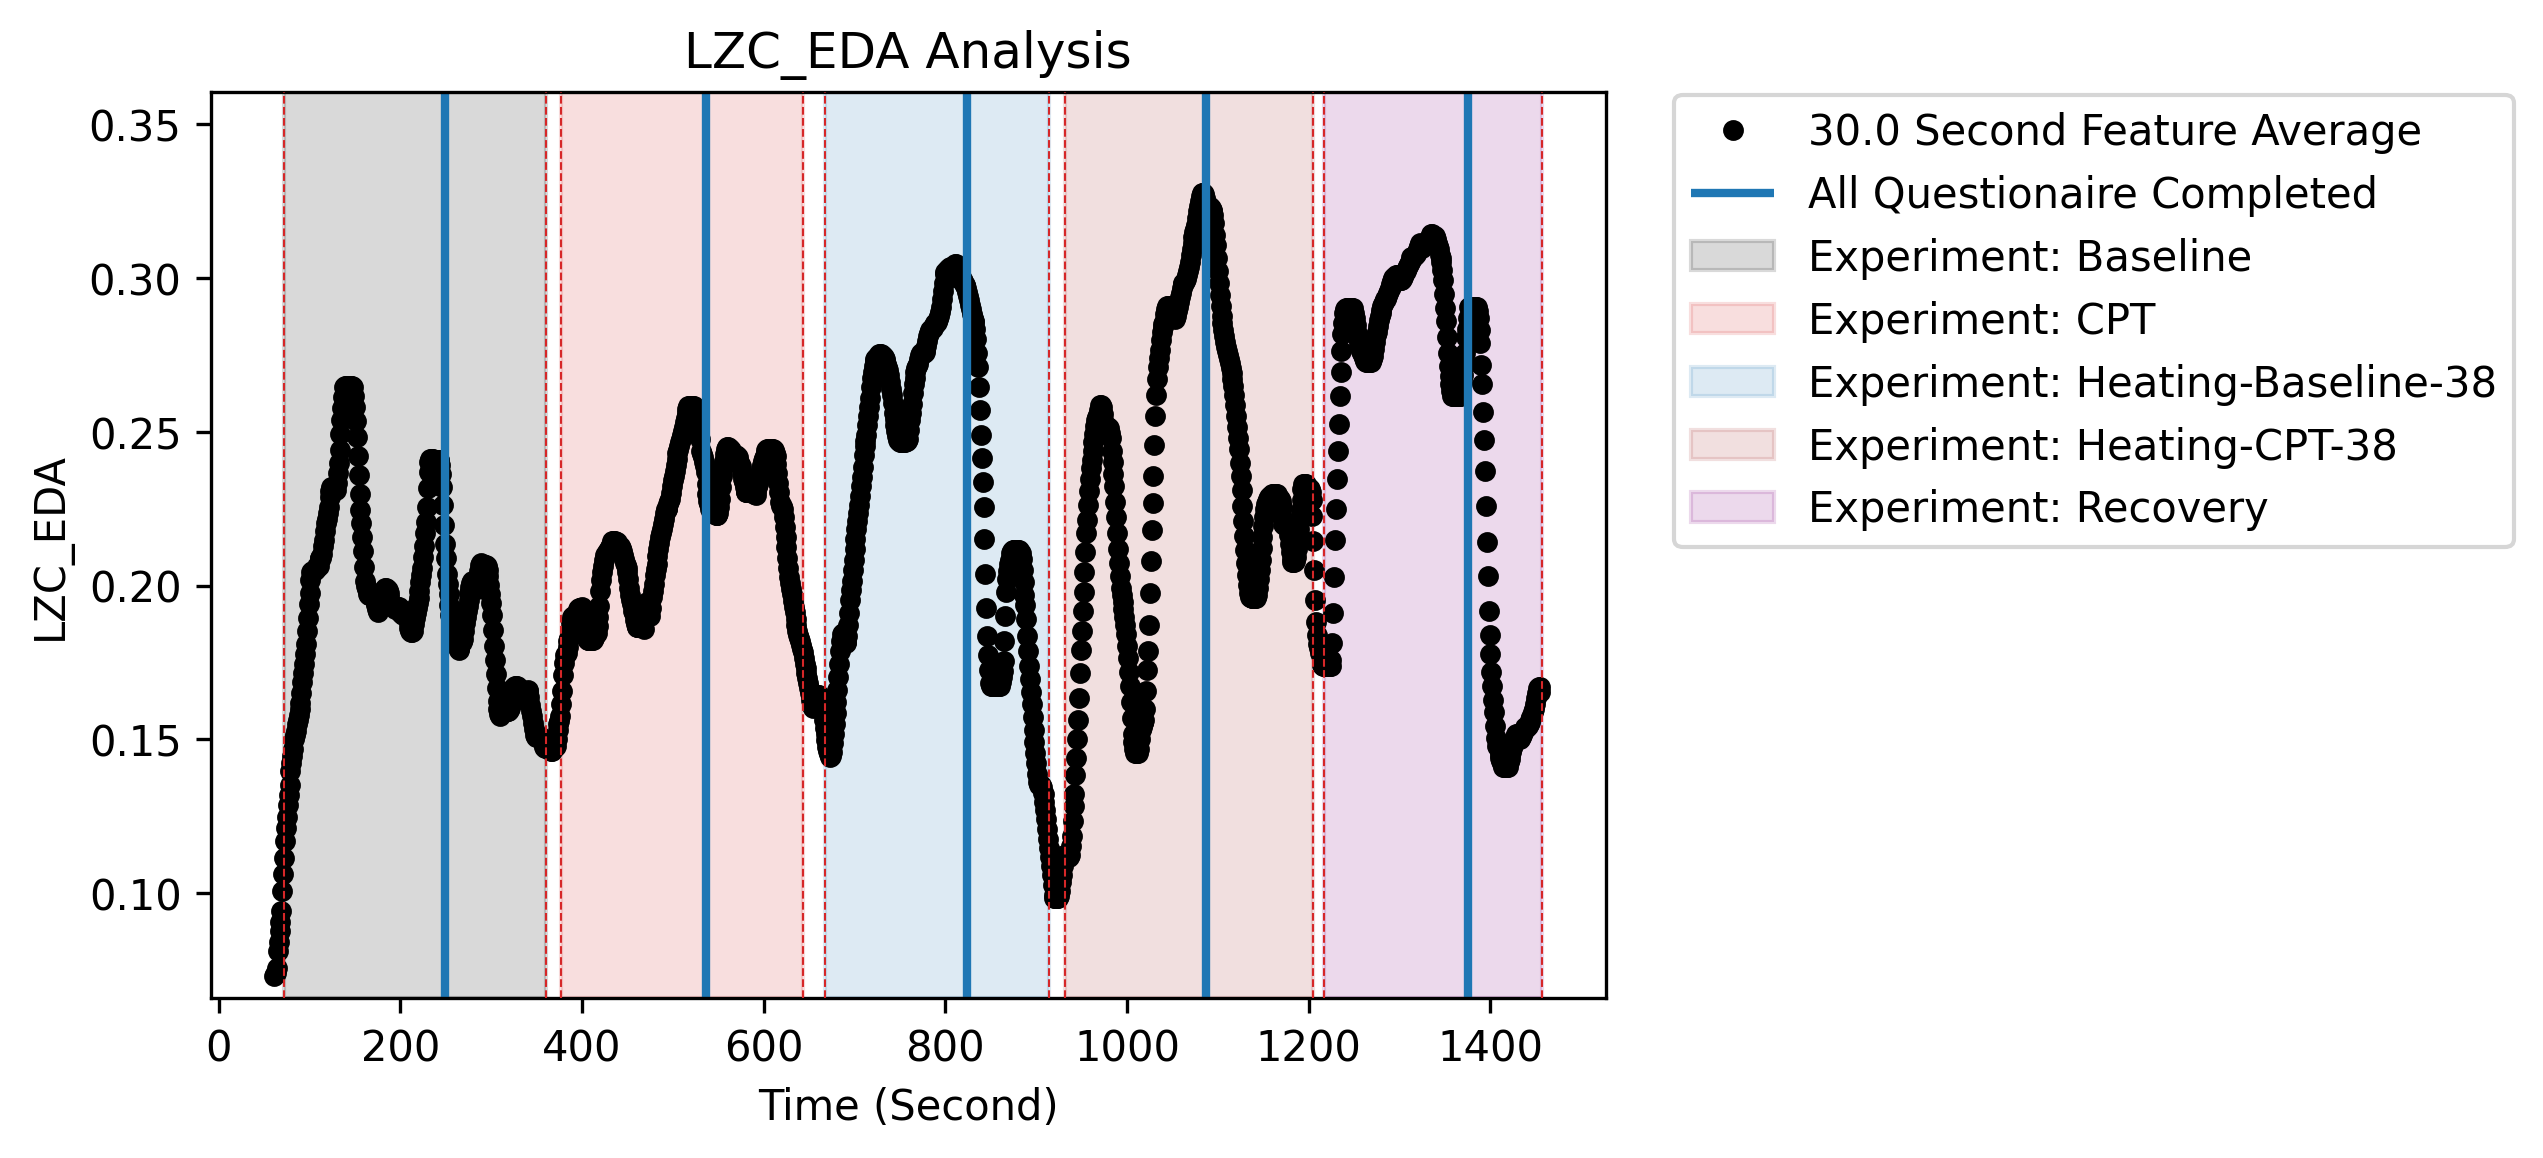 LZC_EDA Analysis
0.35
0.30
0.25
0.20
0.15
0.10
LZC_EDA
0 200 400 600 800 1000 1200 1400
Time (Second)
30.0 Second Feature Average
All Questionaire Completed
Experiment: Baseline
Experiment: CPT
Experiment: Heating-Baseline-38
Experiment: Heating-CPT-38
Experiment: Recovery